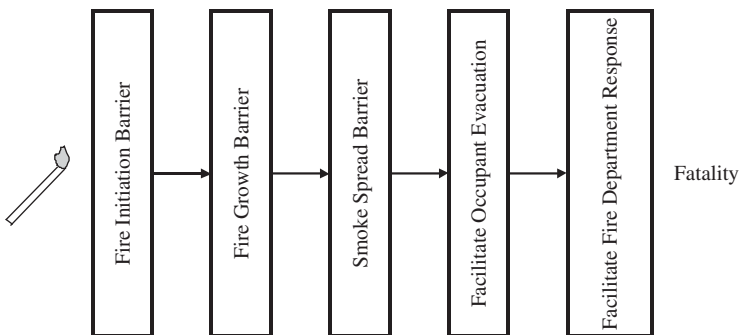 Fire Initiation Barrier
Fire Growth Barrier
Smoke Spread Barrier
Facilitate Occupant Evacuation
Facilitate Fire Department Response
Fatality